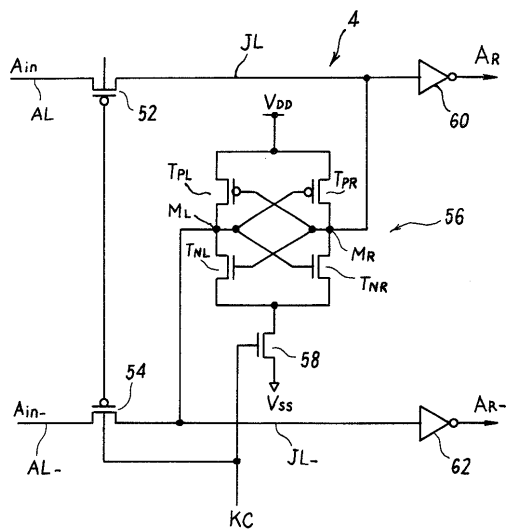 4
Ain
JL
AR
AL
52
VDD
60
TPL
TPR
ML
56
MR
TNL
TNR
58
54
VSS
Ain-
AR-
AL-
JL-
62
KC